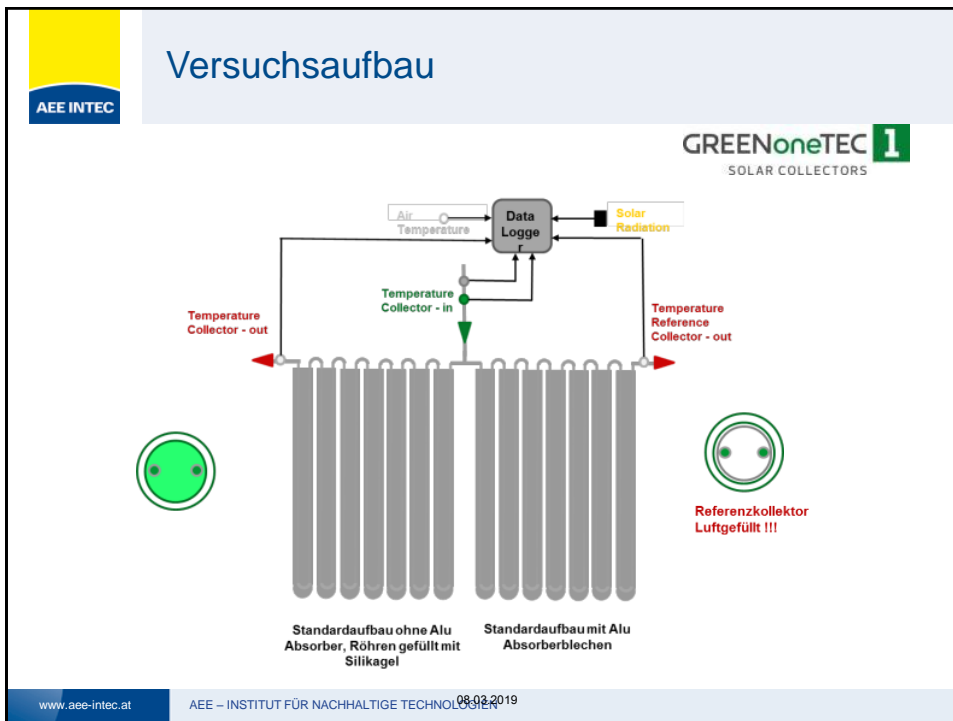 Versuchsaufbau
AEE INTEC
GREENoneTEC 1
SOLAR COLLECTORS
Air
Temperature
Data
Logge
r
Solar
Radiation
Temperature
Collector - in
Temperature
Collector - out
Temperature
Reference
Collector - out
Referenzkollektor
Luftgefüllt !!!
Standardaufbau ohne Alu
Absorber, Röhren gefüllt mit
Silikagel
Standardaufbau mit Alu
Absorberblechen
www.aee-intec.at
AEE – INSTITUT FÜR NACHHALTIGE TECHNOLOGIEN
08.03.2019